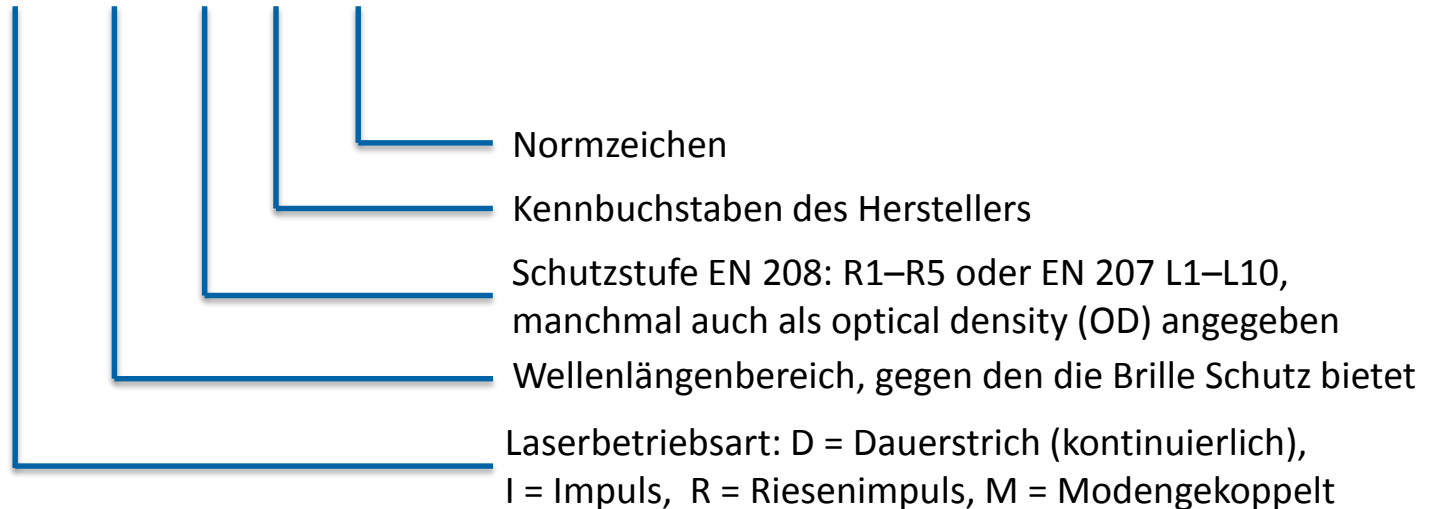 Normzeichen
Kennbuchstaben des Herstellers
Schutzstufe EN 208: R1–R5 oder EN 207 L1–L10,
manchmal auch als optical density (OD) angegeben
Wellenlängenbereich, gegen den die Brille Schutz bietet
Laserbetriebsart: D = Dauerstrich (kontinuierlich),
I = Impuls, R = Riesenimpuls, M = Modengekoppelt